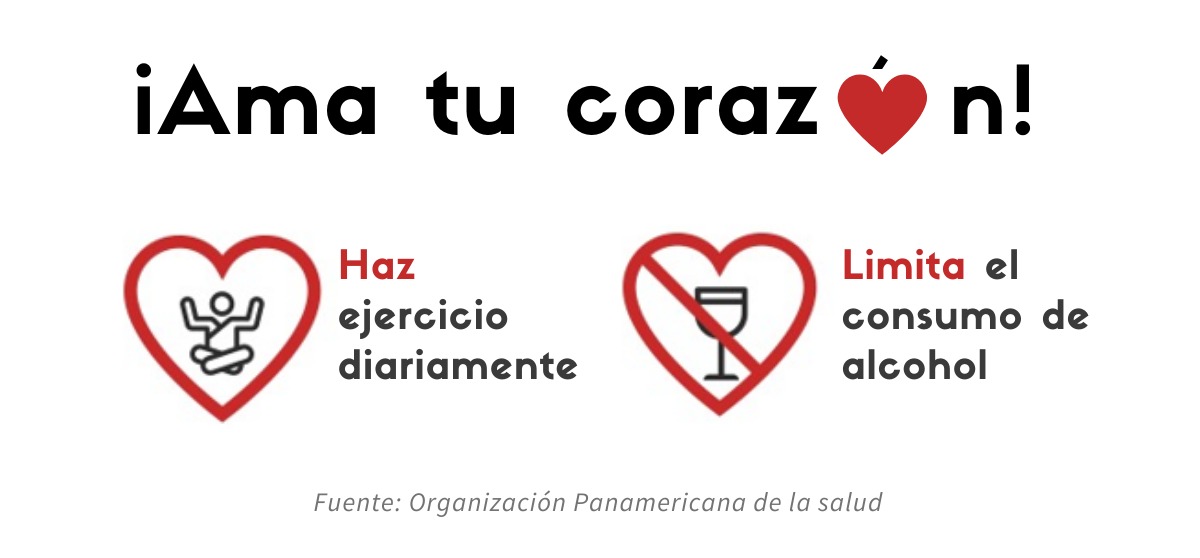 ¡Ama tu corazón!
Haz
ejercicio
diariamente
Limita el
consumo de
alcohol
Fuente: Organización Panamericana de la salud